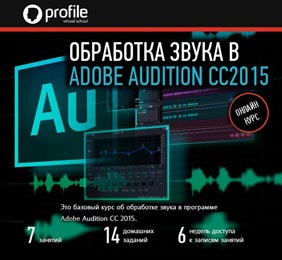 profile
virtual school
ОБРАБОТКА ЗВУКА В
ADOBE AUDITION CC2015
Au
ОНЛАЙН
КУРС
Это базовый курс об обработке звука в программе
Adobe Audition CC 2015.
7 занятий
14 домашних
заданий
6 недель доступа
к записям занятий